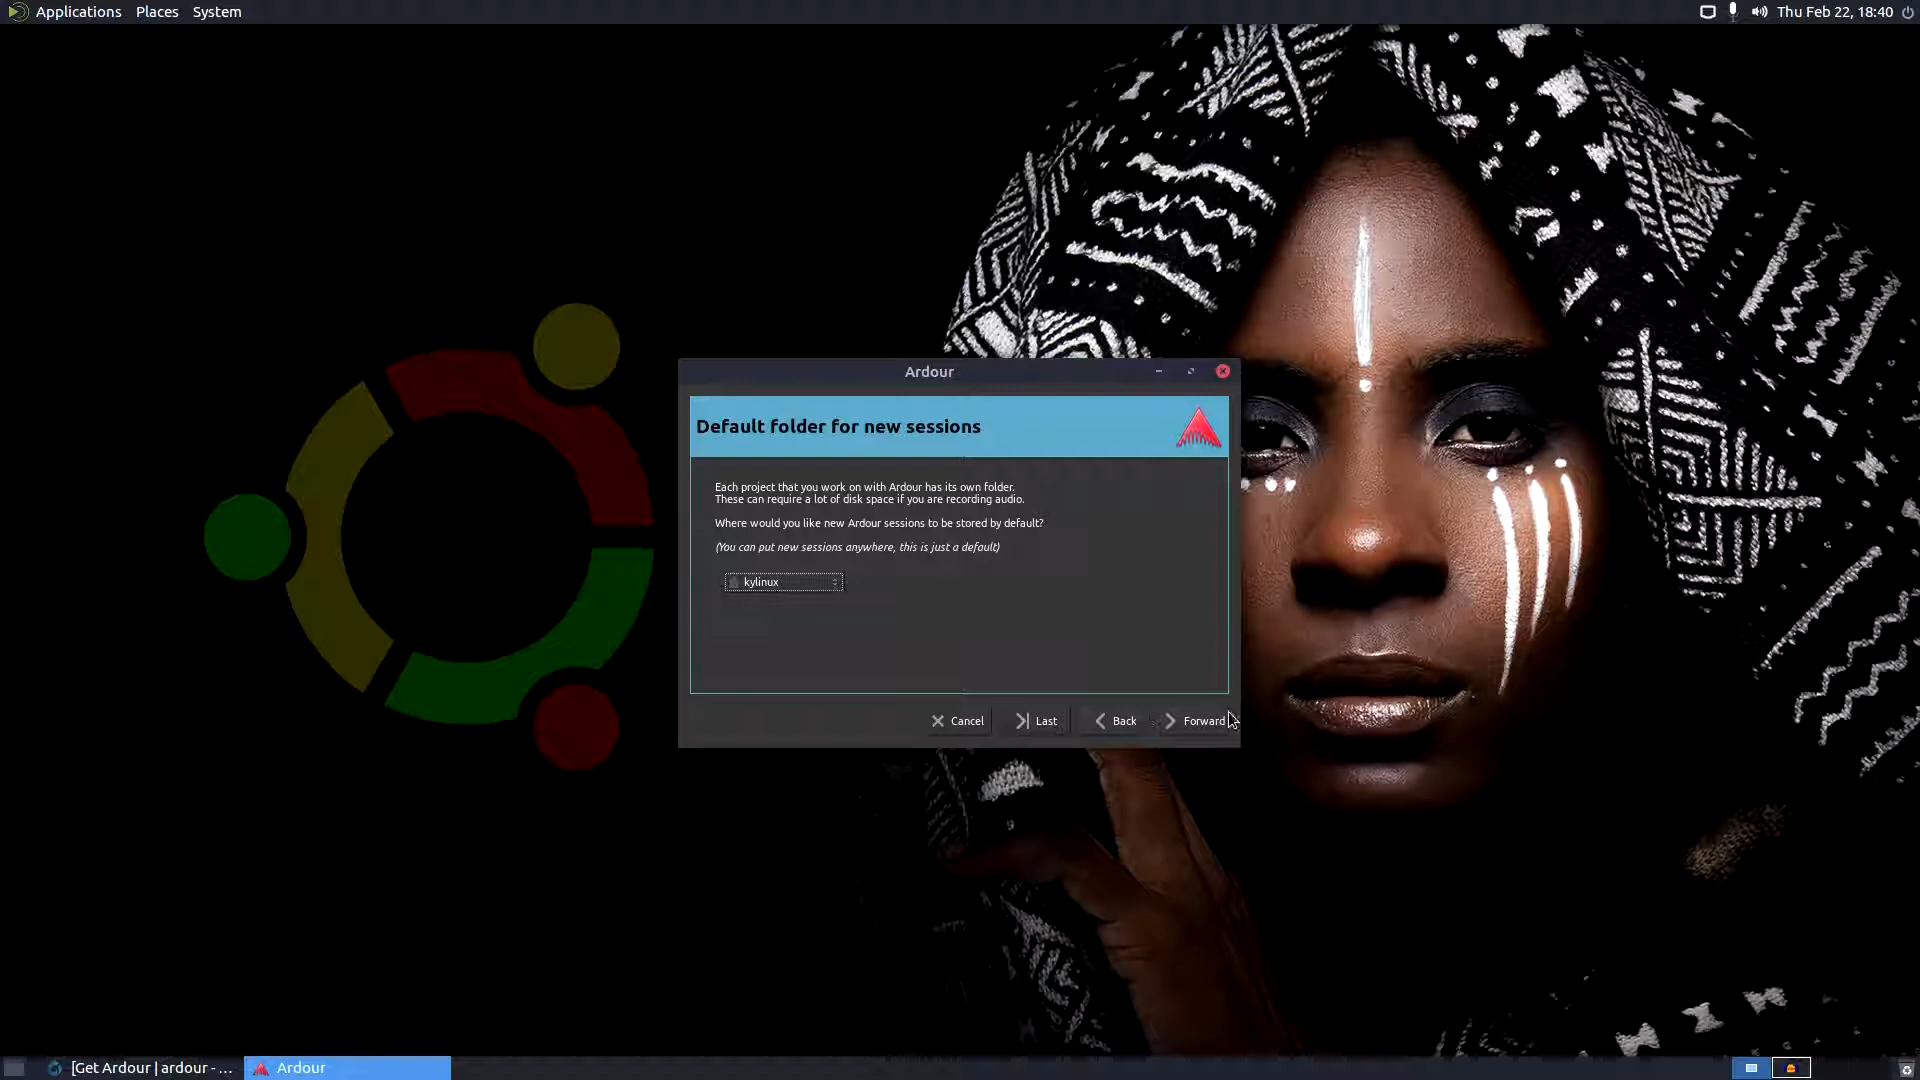 Applications Places System
Thu Feb 22, 18:40
Ardour
Default folder for new sessions
Each project that you work on with Ardour has its own folder.
These can require a lot of disk space if you are recording audio.
Where would you like new Ardour sessions to be stored by default?
(You can put new sessions anywhere, this is just a default)
kylinux
Cancel Last Back Forward
[Get Ardour | ardour - ... Ardour